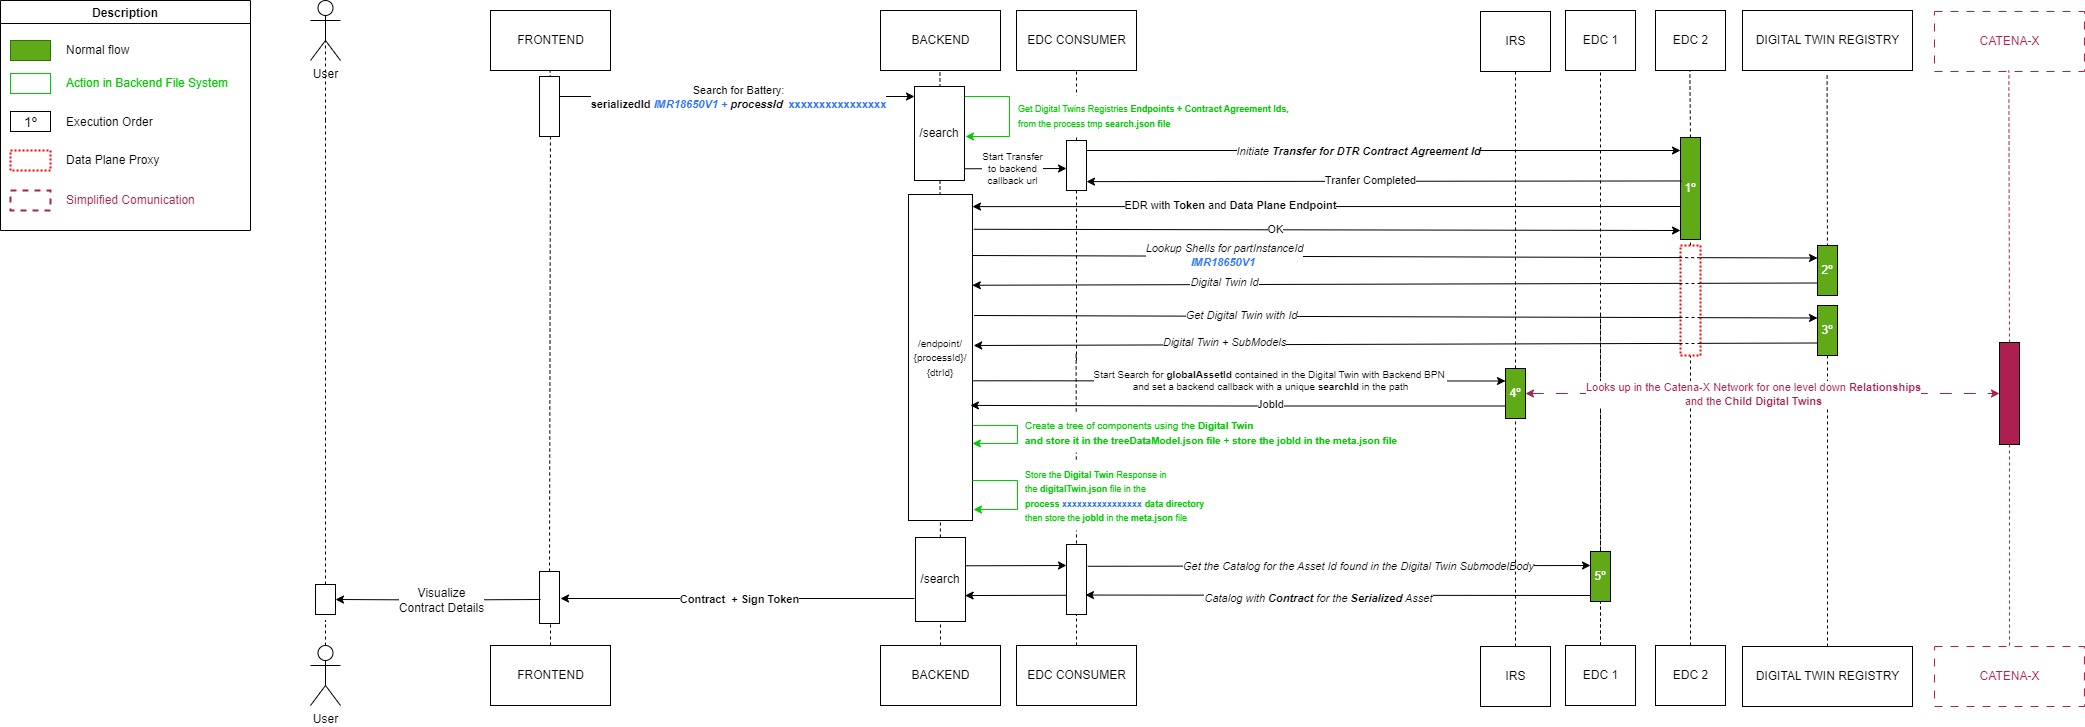 Description
Normal flow
Action in Backend File System
1º
Execution Order
Data Plane Proxy
Simplified Comunication
User
FRONTEND
BACKEND
EDC CONSUMER
IRS
EDC 1
EDC 2
DIGITAL TWIN REGISTRY
CATENA-X
Search for Battery:
serializedId IMR18650V1 + processId xxxxxxxxxxxxxxxx
/search
Get Digital Twins Registries Endpoints + Contract Agreement Ids,
from the process tmp search.json file
Start Transfer
to backend
callback url
Initiate Transfer for DTR Contract Agreement Id
Tranfer Completed
1º
EDR with Token and Data Plane Endpoint
OK
Lookup Shells for partInstanceId
IMR18650V1
2º
Digital Twin Id
Get Digital Twin with Id
3º
Digital Twin + SubModels
/endpoint/
{processId}/
{dtrId}
Start Search for globalAssetId contained in the Digital Twin with Backend BPN
and set a backend callback with a unique searchId in the path
4º
Looks up in the Catena-X Network for one level down Relationships
and the Child Digital Twins
JobId
Create a tree of components using the Digital Twin
and store it in the treeDataModel.json file + store the jobId in the meta.json file
Store the Digital Twin Response in
the digitalTwin.json file in the
process xxxxxxxxxxxxxxxx data directory
then store the jobId in the meta.json file
/search
Get the Catalog for the Asset Id found in the Digital Twin SubmodelBody
5º
Catalog with Contract for the Serialized Asset
Contract + Sign Token
Visualize
Contract Details
User
FRONTEND
BACKEND
EDC CONSUMER
IRS
EDC 1
EDC 2
DIGITAL TWIN REGISTRY
CATENA-X